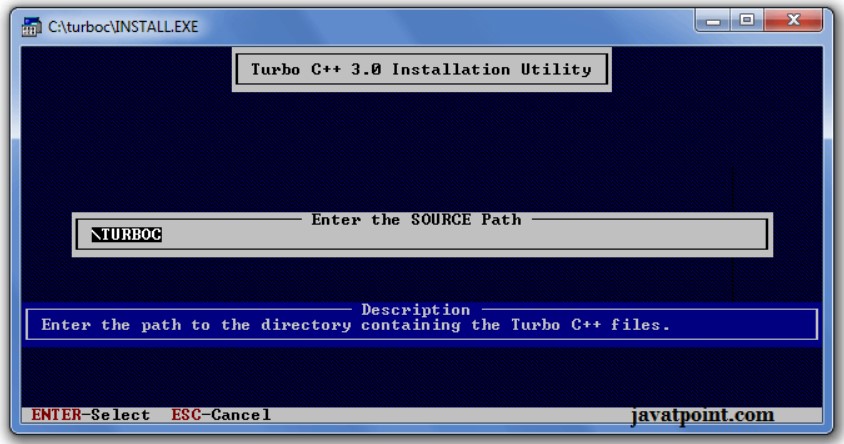 C:\turboc\INSTALL.EXE
Turbo C++ 3.0 Installation Utility
Enter the SOURCE Path
\TURBOC
Description
Enter the path to the directory containing the Turbo C++ files.
ENTER-Select ESC-Cancel
javatpoint.com